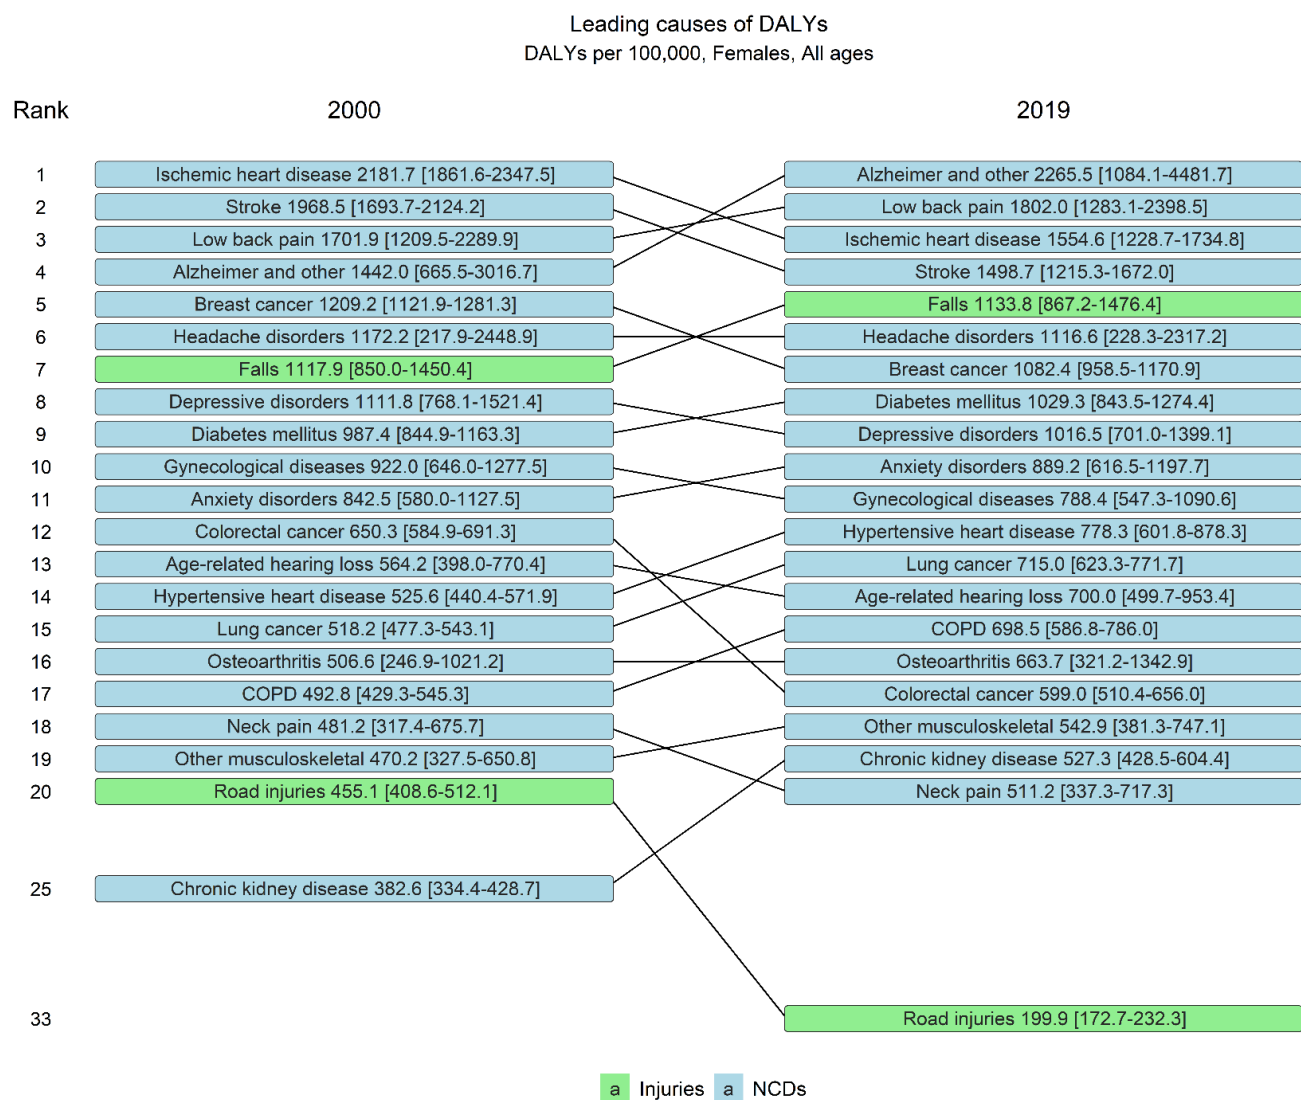 Leading causes of DALYs
DALYs per 100,000, Females, All ages
Rank 2000 2019
1 Ischemic heart disease 2181.7 [1861.6-2347.5] Alzheimer and other 2265.5 [1084.1-4481.7]
2 Stroke 1968.5 [1693.7-2124.2] Low back pain 1802.0 [1283.1-2398.5]
3 Low back pain 1701.9 [1209.5-2289.9] Ischemic heart disease 1554.6 [1228.7-1734.8]
4 Alzheimer and other 1442.0 [665.5-3016.7] Stroke 1498.7 [1215.3-1672.0]
5 Breast cancer 1209.2 [1121.9-1281.3] Falls 1133.8 [867.2-1476.4]
6 Headache disorders 1172.2 [217.9-2448.9] Headache disorders 1116.6 [228.3-2317.2]
7 Falls 1117.9 [850.0-1450.4] Breast cancer 1082.4 [958.5-1170.9]
8 Depressive disorders 1111.8 [768.1-1521.4] Diabetes mellitus 1029.3 [843.5-1274.4]
9 Diabetes mellitus 987.4 [844.9-1163.3] Depressive disorders 1016.5 [701.0-1399.1]
10 Gynecological diseases 922.0 [646.0-1277.5] Anxiety disorders 889.2 [616.5-1197.7]
11 Anxiety disorders 842.5 [580.0-1127.5] Gynecological diseases 788.4 [547.3-1090.6]
12 Colorectal cancer 650.3 [584.9-691.3] Hypertensive heart disease 778.3 [601.8-878.3]
13 Age-related hearing loss 564.2 [398.0-770.4] Lung cancer 715.0 [623.3-771.7]
14 Hypertensive heart disease 525.6 [440.4-571.9] Age-related hearing loss 700.0 [499.7-953.4]
15 Lung cancer 518.2 [477.3-543.1] COPD 698.5 [586.8-786.0]
16 Osteoarthritis 506.6 [246.9-1021.2] Osteoarthritis 663.7 [321.2-1342.9]
17 COPD 492.8 [429.3-545.3] Colorectal cancer 599.0 [510.4-656.0]
18 Neck pain 481.2 [317.4-675.7] Other musculoskeletal 542.9 [381.3-747.1]
19 Other musculoskeletal 470.2 [327.5-650.8] Chronic kidney disease 527.3 [428.5-604.4]
20 Road injuries 455.1 [408.6-512.1] Neck pain 511.2 [337.3-717.3]
25 Chronic kidney disease 382.6 [334.4-428.7]
33 Road injuries 199.9 [172.7-232.3]
a Injuries a NCDs